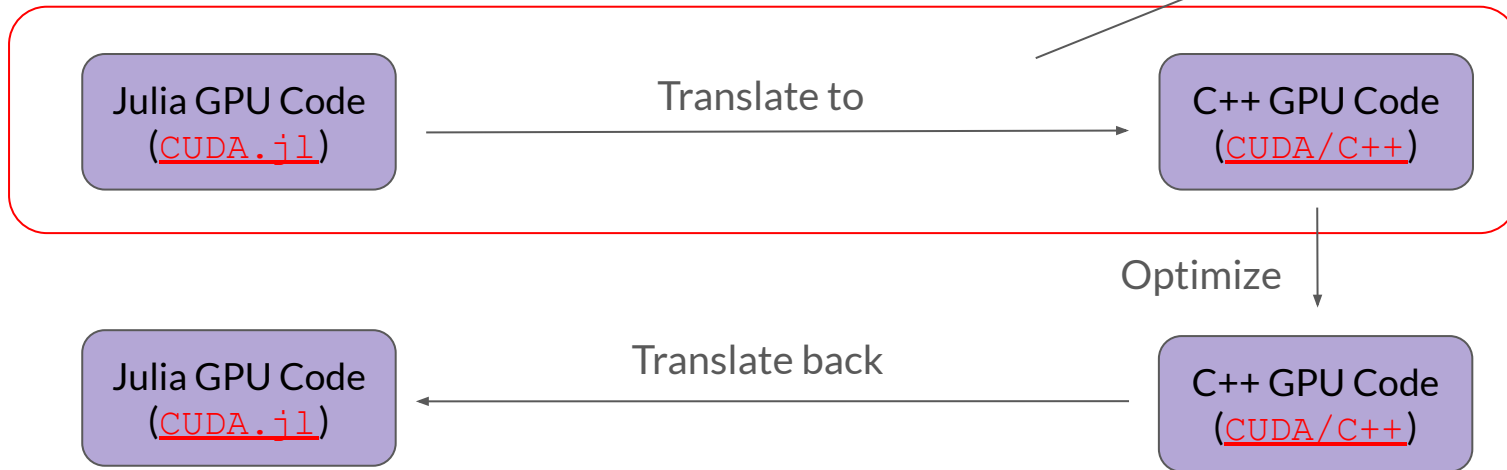 Julia GPU Code
(CUDA.jl)
Translate to
C++ GPU Code
(CUDA/C++)
Optimize
Julia GPU Code
(CUDA.jl)
Translate back
C++ GPU Code
(CUDA/C++)